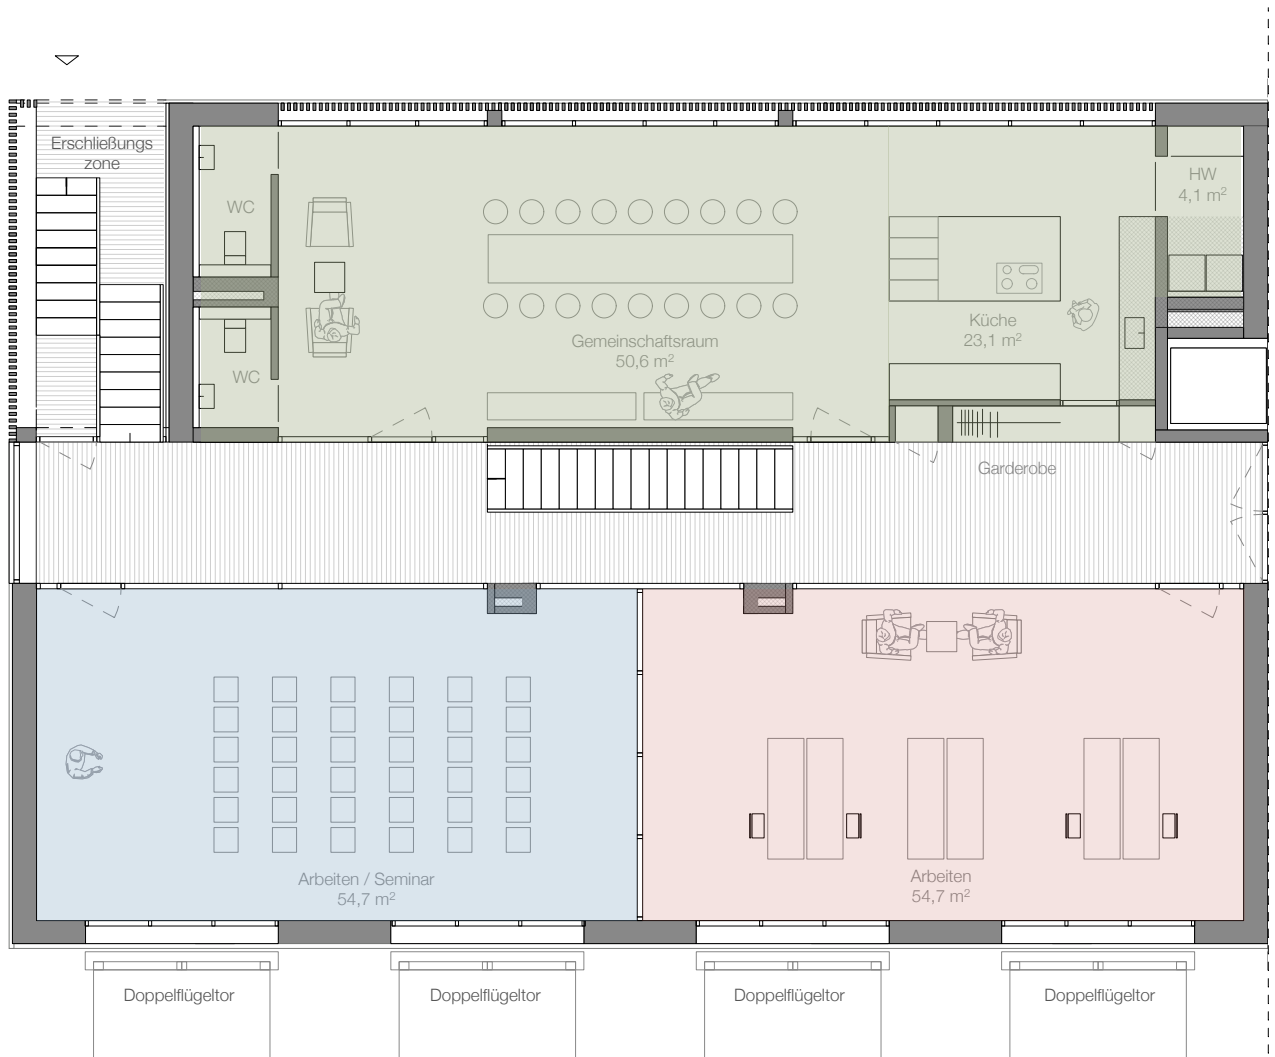 Erschließungs
zone
WC
HW
4,1 m²
Küche
23,1 m²
Gemeinschaftsraum
50,6 m²
WC
Garderobe
Arbeiten / Seminar
54,7 m²
Arbeiten
54,7 m²
Doppelflügeltor
Doppelflügeltor
Doppelflügeltor
Doppelflügeltor